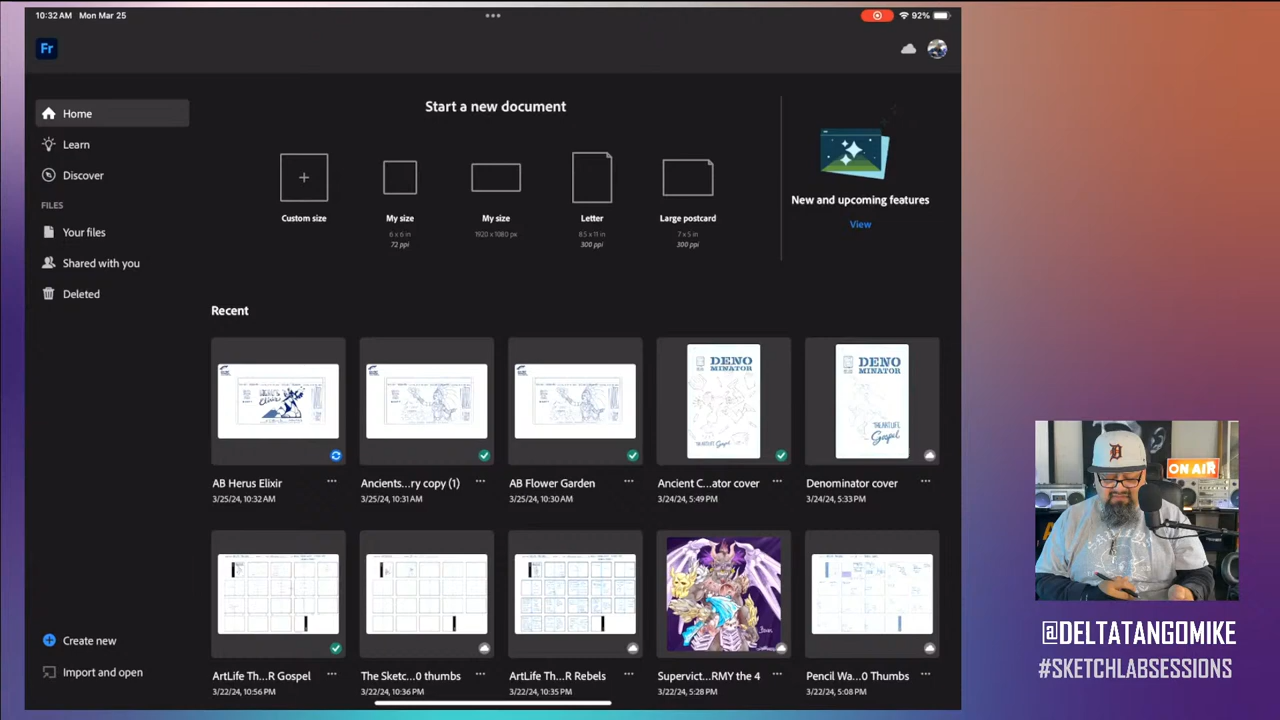 10:32 AM Mon Mar 25
92%
Fr
Home
Learn
Discover
FILES
Your files
Shared with you
Deleted
Create new
Import and open
Start a new document
Custom size
My size
6 x 6 in
72 ppi
My size
1920 x 1080 px
Letter
8.5 x 11 in
300 ppi
Large postcard
7 x 5 in
300 ppi
New and upcoming features
View
Recent
DENO
MINATOR
DENO
MINATOR
THE ART LIFE
Gospel
AB Herus Elixir
3/25/24, 10:32 AM
Ancients...ry copy (1)
3/25/24, 10:31 AM
AB Flower Garden
3/25/24, 10:30 AM
Ancient C...ator cover
3/24/24, 5:49 PM
Denominator cover
3/24/24, 5:33 PM
ArtLife Th...R Gospel
3/22/24, 10:56 PM
The Sketc...0 thumbs
3/22/24, 10:36 PM
ArtLife Th...R Rebels
3/22/24, 10:35 PM
Supervict...RMY the 4
3/22/24, 5:28 PM
Pencil Wa...0 Thumbs
3/22/24, 5:08 PM
ON AIR
@DELTATANGOMIKE
#SKETCHLABSESSIONS